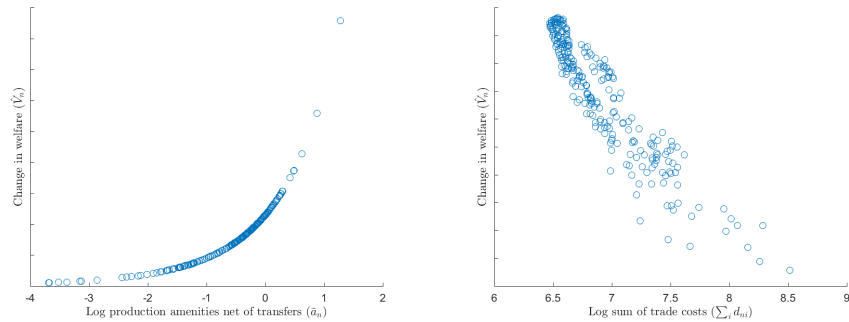 Change in welfare (V̂ₙ)
-4 -3 -2 -1 0 1 2
Log production amenities net of transfers (āₙ)
Change in welfare (V̂ₙ)
6 6.5 7 7.5 8 8.5 9
Log sum of trade costs (∑ᵢ dₙᵢ)